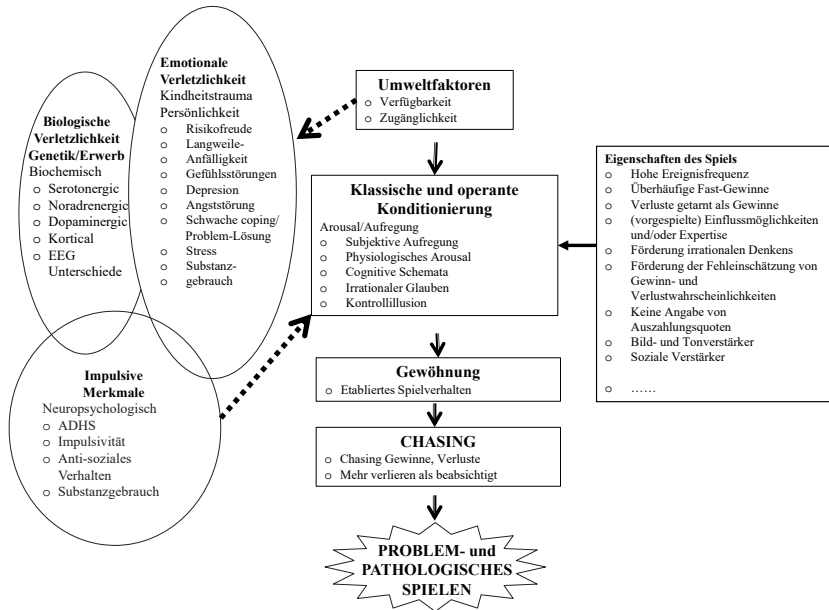 Emotionale
Verletzlichkeit
Kindheitstrauma
Persönlichkeit
o Risikofreude
o Langweile-
o Anfälligkeit
o Gefühlsstörungen
o Depresion
o Angststörung
o Schwache coping/
Problem-Lösung
o Stress
o Substanz-
o gebrauch
Biologische
Verletzlichkeit
Genetik/Erwerb
Biochemisch
o Serotonergic
o Noradrenergic
o Dopaminergic
o Kortical
o EEG
Unterschiede
Impulsive
Merkmale
Neuropsychologisch
o ADHS
o Impulsivität
o Anti-soziales
Verhalten
o Substanzgebrauch
Umweltfaktoren
o Verfügbarkeit
o Zugänglichkeit
Klassische und operante
Konditionierung
Arousal/Aufregung
o Subjektive Aufregung
o Physiologisches Arousal
o Cognitive Schemata
o Irrationaler Glauben
o Kontrollillusion
Gewöhnung
o Etabliertes Spielverhalten
CHASING
o Chasing Gewinne, Verluste
o Mehr verlieren als beabsichtigt
PROBLEM- und
PATHOLOGISCHES
SPIELEN
Eigenschaften des Spiels
o Hohe Ereignisfrequenz
o Überhäufige Fast-Gewinne
o Verluste getarnt als Gewinne
o (vorgespielte) Einflussmöglichkeiten
und/oder Expertise
o Förderung irrationalen Denkens
o Förderung der Fehleinschätzung von
Gewinn- und
Verlustwahrscheinlichkeiten
o Keine Angabe von
Auszahlungsquoten
o Bild- und Tonverstärker
o Soziale Verstärker
o ……